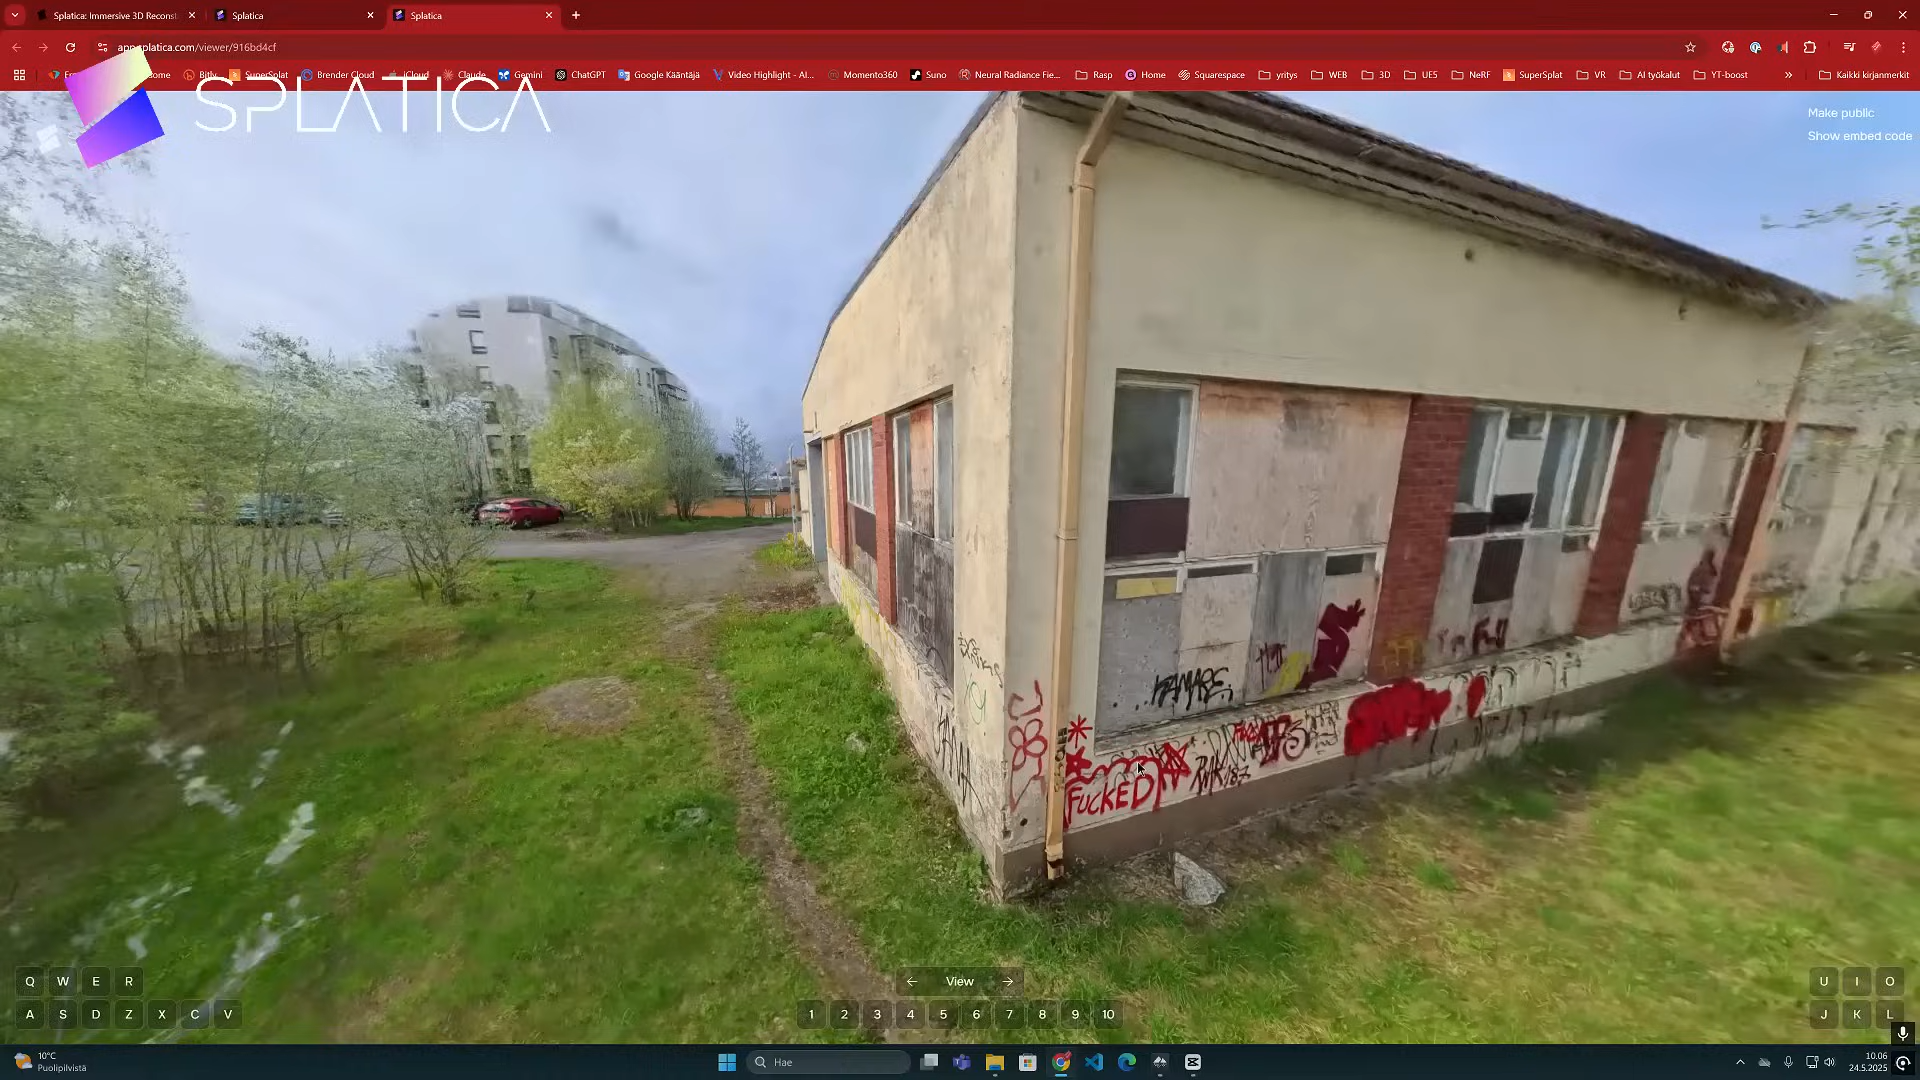 Splatica: Immersive 3D Reconst
Splatica
Splatica
app.splatica.com/viewer/916bd4cf
Bitly
SuperSplat
Brender Cloud
iCloud
Claude
Gemini
ChatGPT
Google Kääntäjä
Video Highlight - AI...
Momento360
Suno
Neural Radiance Fie...
Rasp
Home
Squarespace
yritys
WEB
3D
UE5
NeRF
SuperSplat
VR
AI työkalut
YT-boost
»
Kaikki kirjanmerkit
SPLATICA
Make public
Show embed code
KAMARE
FUCKED
Q W E R
← View →
U I O
A S D Z X C V
1 2 3 4 5 6 7 8 9 10
J K L
10°C
Puolipilvistä
Hae
10.06
24.5.2025